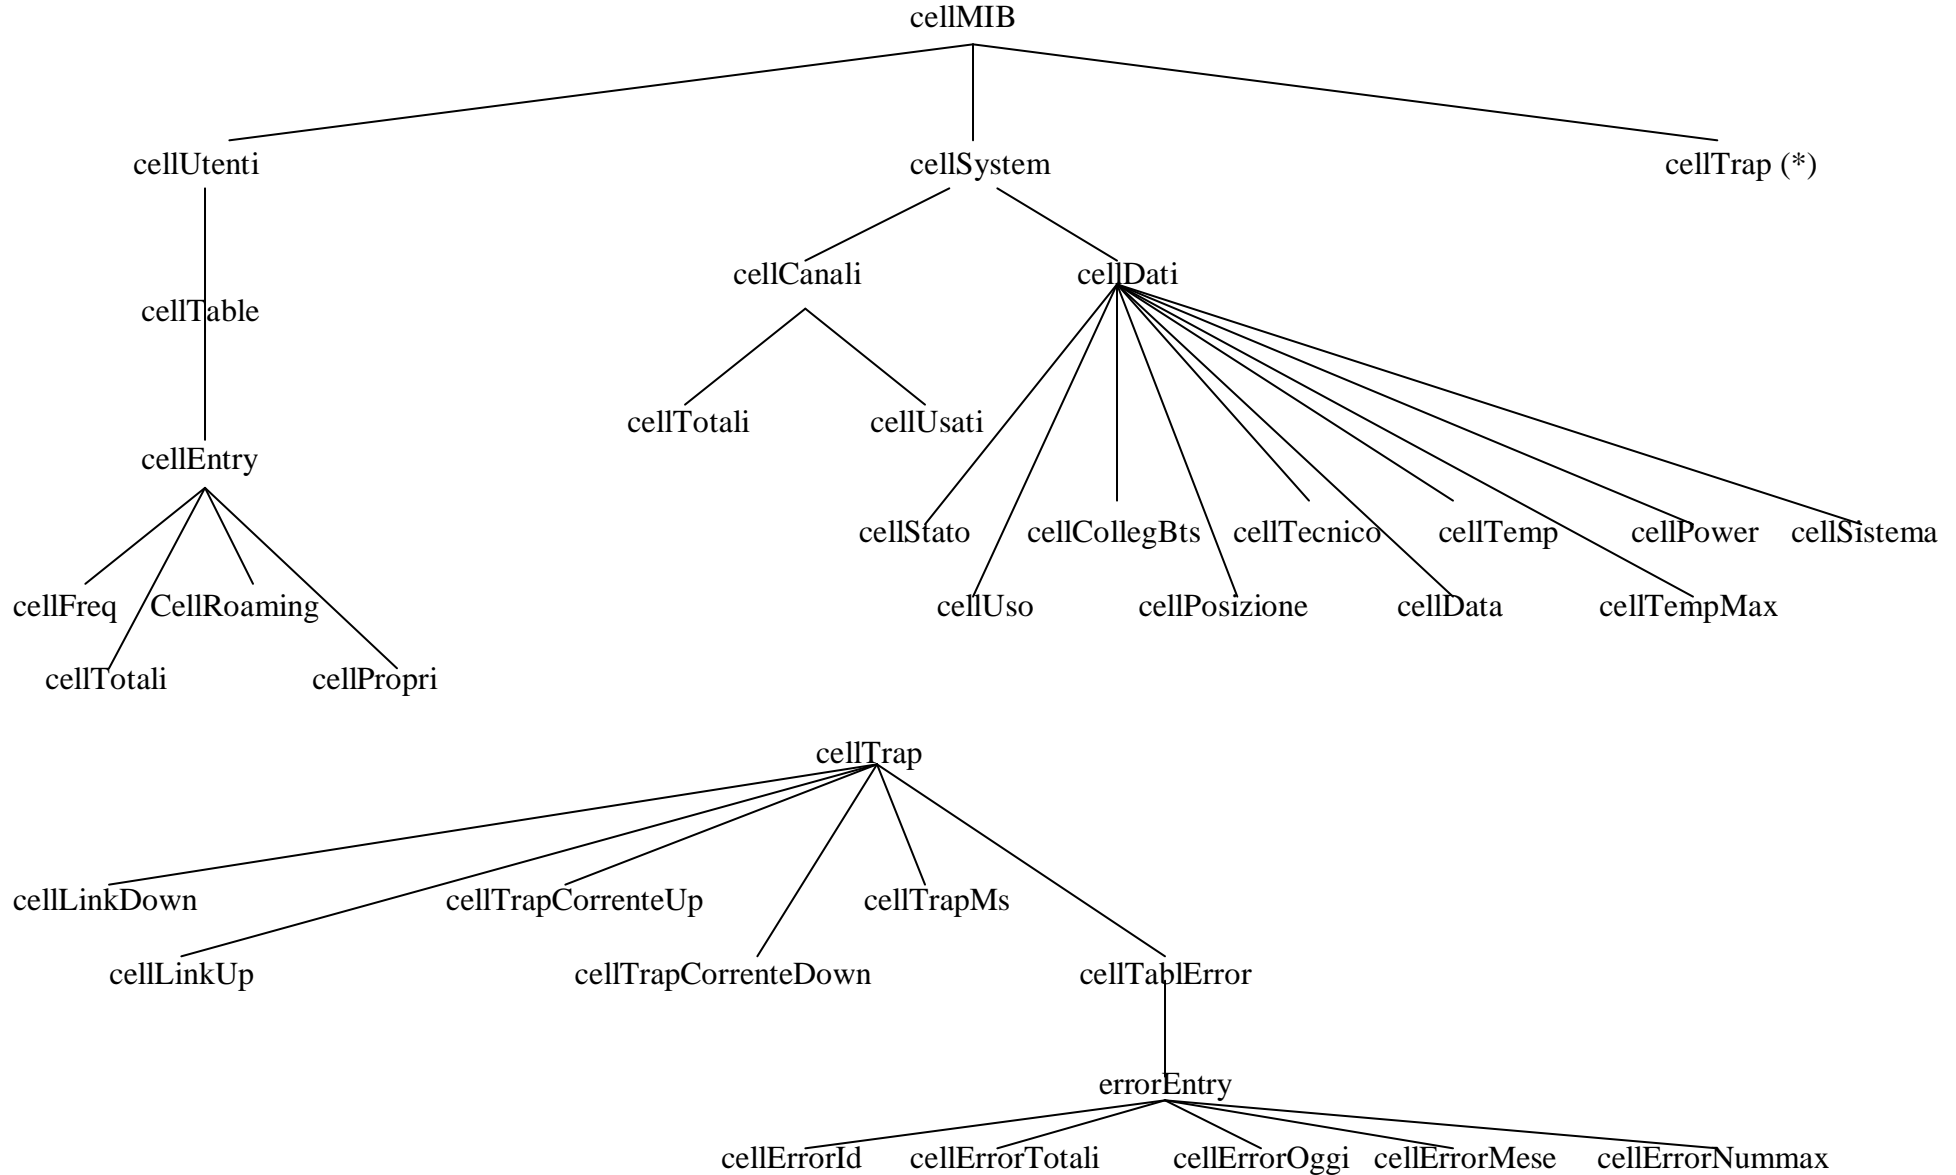 cellMIB
cellUtenti cellSystem cellTrap (*)
cellCanali cellDati
cellTable
cellTotali cellUsati
cellEntry
cellStato cellCollegBts cellTecnico cellTemp cellPower cellSistema
cellFreq CellRoaming cellUso cellPosizione cellData cellTempMax
cellTotali cellPropri
cellTrap
cellLinkDown cellTrapCorrenteUp cellTrapMs
cellLinkUp cellTrapCorrenteDown cellTablError
errorEntry
cellErrorId cellErrorTotali cellErrorOggi cellErrorMese cellErrorNummax